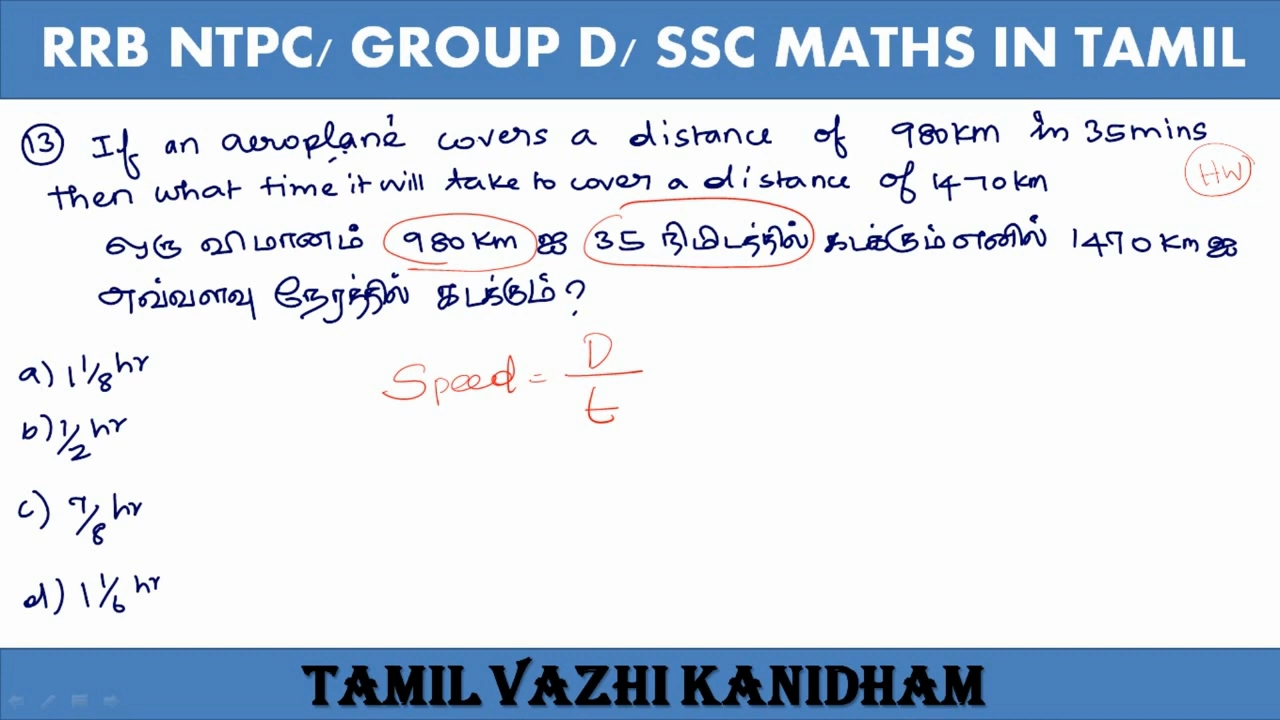 RRB NTPC/ GROUP D/ SSC MATHS IN TAMIL
13 If an aeroplane covers a distance of 980km in 35mins
then what time it will take to cover a distance of 1470km
HW
ஒரு விமானம் 980km ஐ 35 நிமிடத்தில் கடக்கும் எனில் 1470km ஐ
எவ்வளவு நேரத்தில் கடக்கும்?
a) 1 1/8 hr
Speed = D/t
b) 1/2 hr
c) 7/8 hr
d) 1 1/6 hr
TAMIL VAZHI KANIDHAM